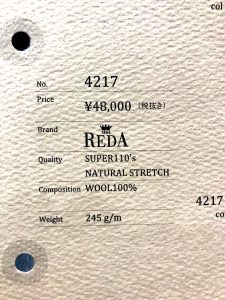 col
No. 4217
Price ¥48,000 (税抜き)
Brand REDA
Quality SUPER110's
NATURAL STRETCH
Composition WOOL100%
4217
col
Weight 245 g/m